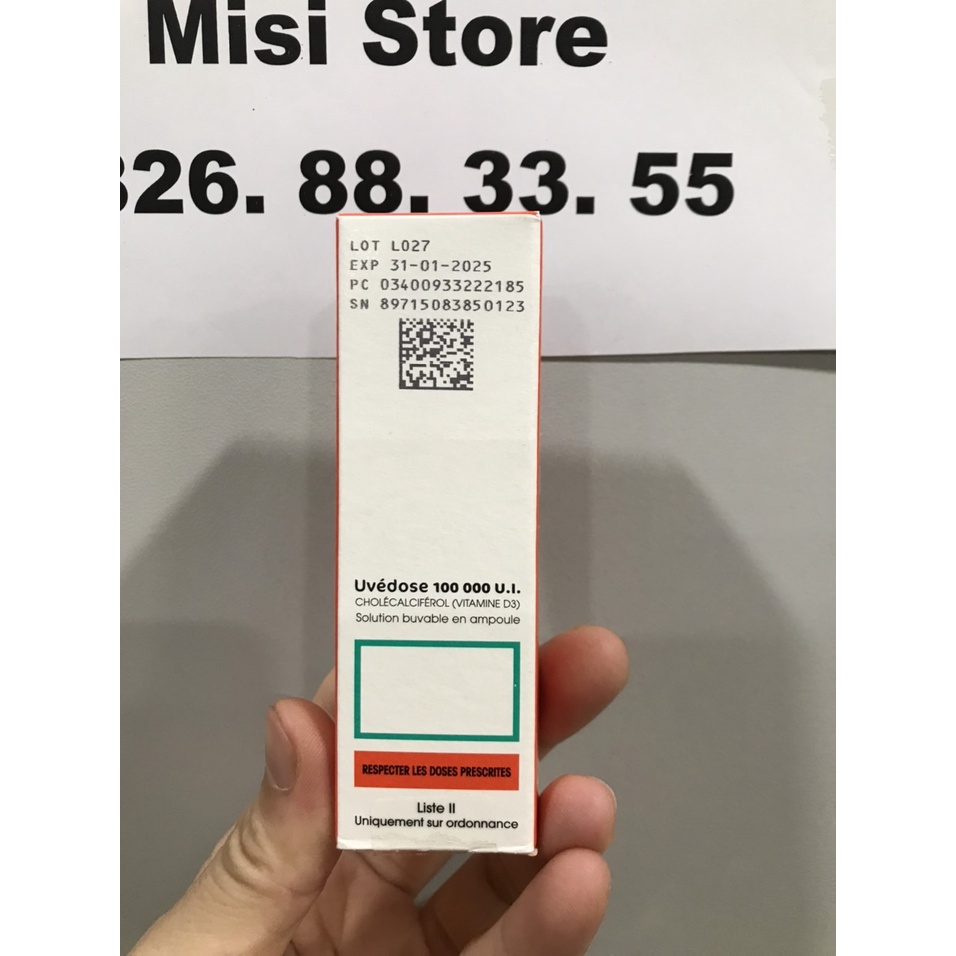 Misi Store
26. 88. 33. 55
LOT L027
EXP 31-01-2025
PC 03400933222185
SN 89715083850123
Uvédose 100 000 U.I.
CHOLÉCALCIFÉROL (VITAMINE D3)
Solution buvable en ampoule
RESPECTER LES DOSES PRESCRITES
Liste II
Uniquement sur ordonnance